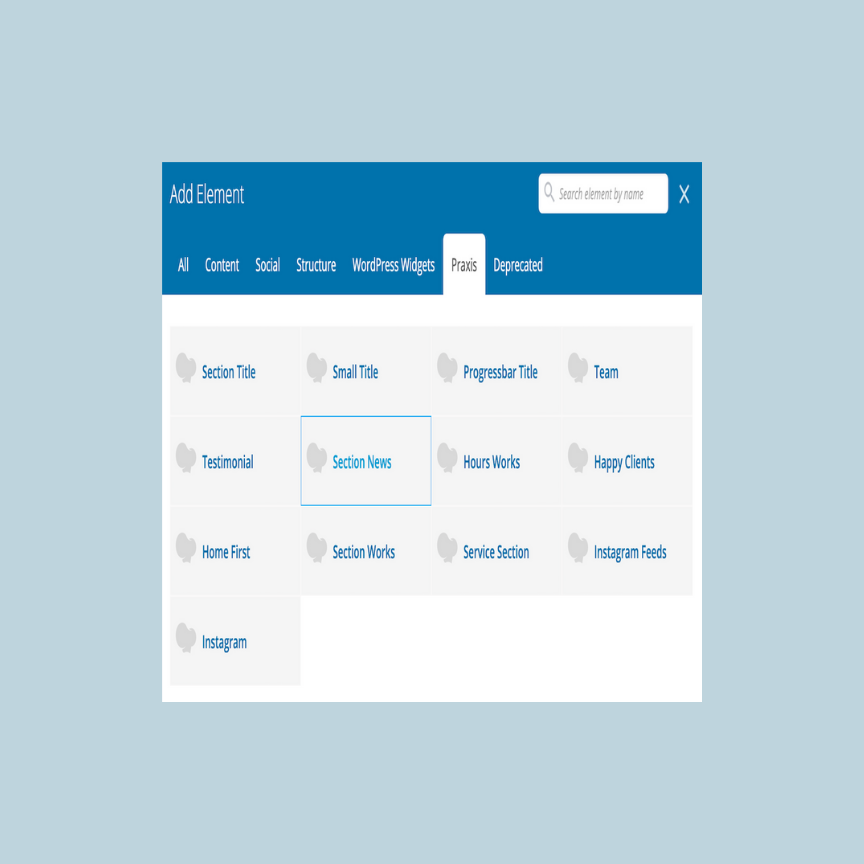 Add Element
Search element by name
All Content Social Structure WordPress Widgets Praxis Deprecated
Section Title Small Title Progressbar Title Team
Testimonial Section News Hours Works Happy Clients
Home First Section Works Service Section Instagram Feeds
Instagram